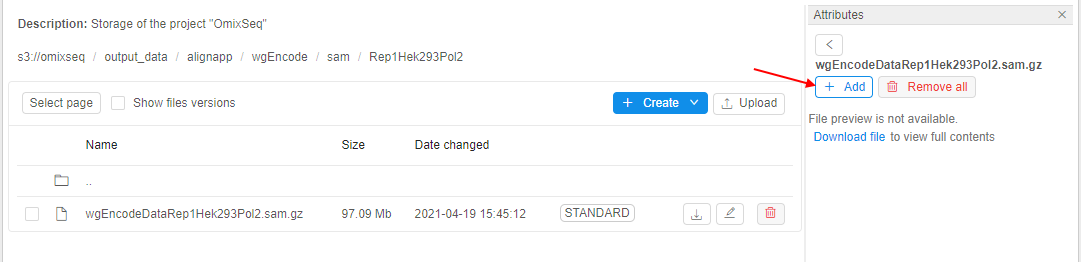 Description: Storage of the project "OmixSeq"
s3://omixseq / output_data / alignapp / wgEncode / sam / Rep1Hek293Pol2
Select page Show files versions + Create Upload
Name Size Date changed
..
wgEncodeDataRep1Hek293Pol2.sam.gz 97.09 Mb 2021-04-19 15:45:12 STANDARD
Attributes ×
<
wgEncodeDataRep1Hek293Pol2.sam.gz
+ Add Remove all
File preview is not available.
Download file to view full contents